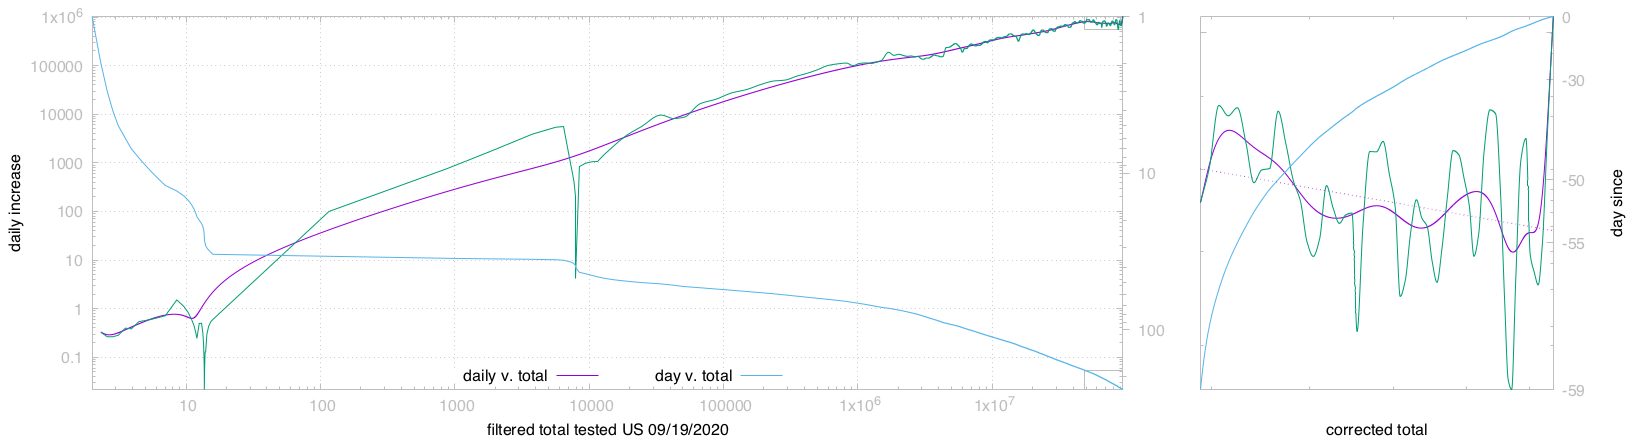 1x10^6
100000
10000
1000
100
10
1
0.1
daily increase
10
100
1000
10000
100000
1x10^6
1x10^7
daily v. total
day v. total
filtered total tested US 09/19/2020
1
10
100
0
-30
-50
-55
-59
day since
corrected total